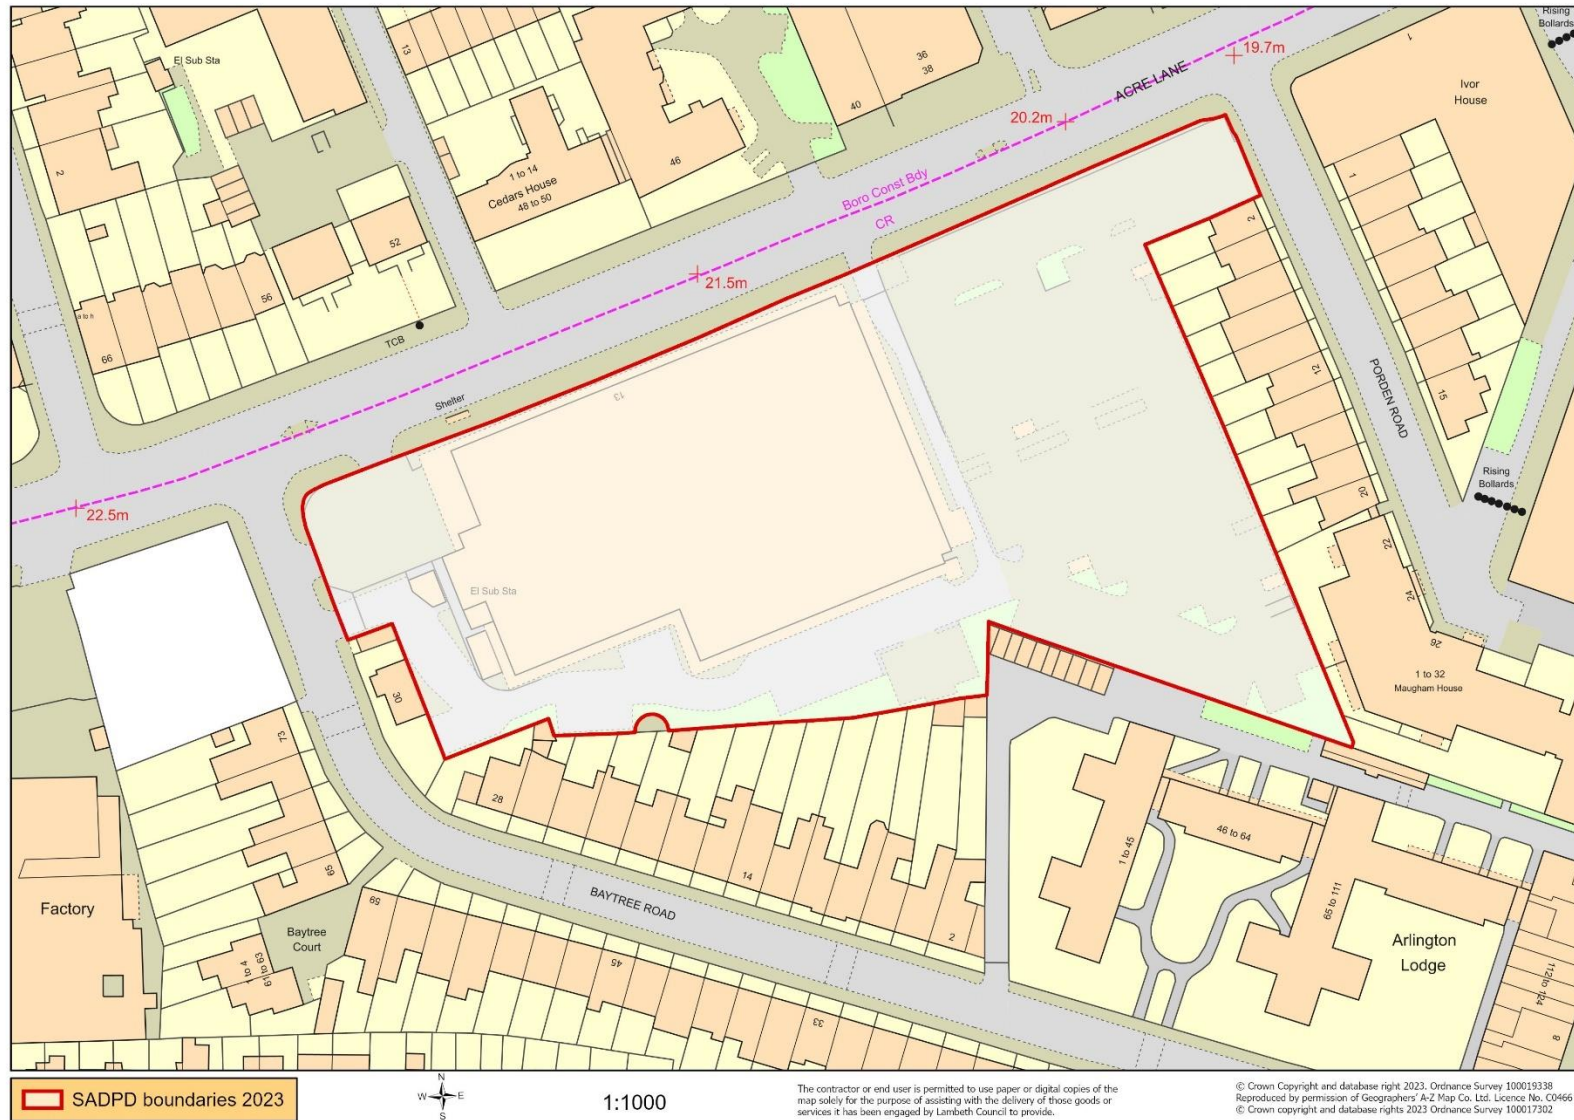 El Sub Sta
13
36
38
40
ACRE LANE
19.7m
1
Rising
Bollards
Ivor
House
20.2m
2
1 to 14
Cedars House
48 to 50
46
Boro Const Bdy
CR
1
2
52
56
66
TCB
21.5m
12
15
PORDEN ROAD
Shelter
13
22.5m
20
Rising
Bollards
El Sub Sta
22
24
26
1 to 32
Maugham House
30
73
28
65
14
1 to 45
46 to 64
65 to 111
BAYTREE ROAD
2
Factory
Baytree
Court
59
1 to 4
61 to 63
45
33
Arlington
Lodge
112 to 124
8
SADPD boundaries 2023
N
W E
S
1:1000
The contractor or end user is permitted to use paper or digital copies of the
map solely for the purpose of assisting with the delivery of those goods or
services it has been engaged by Lambeth Council to provide.
© Crown Copyright and database right 2023. Ordnance Survey 100019338
Reproduced by permission of Geographers' A-Z Map Co. Ltd. Licence No. C0466
© Crown copyright and database rights 2023 Ordnance Survey 100017302